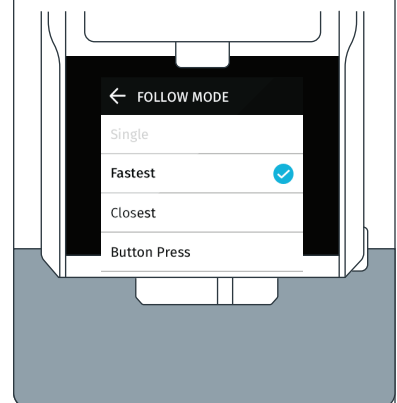 FOLLOW MODE
Single
Fastest
Closest
Button Press